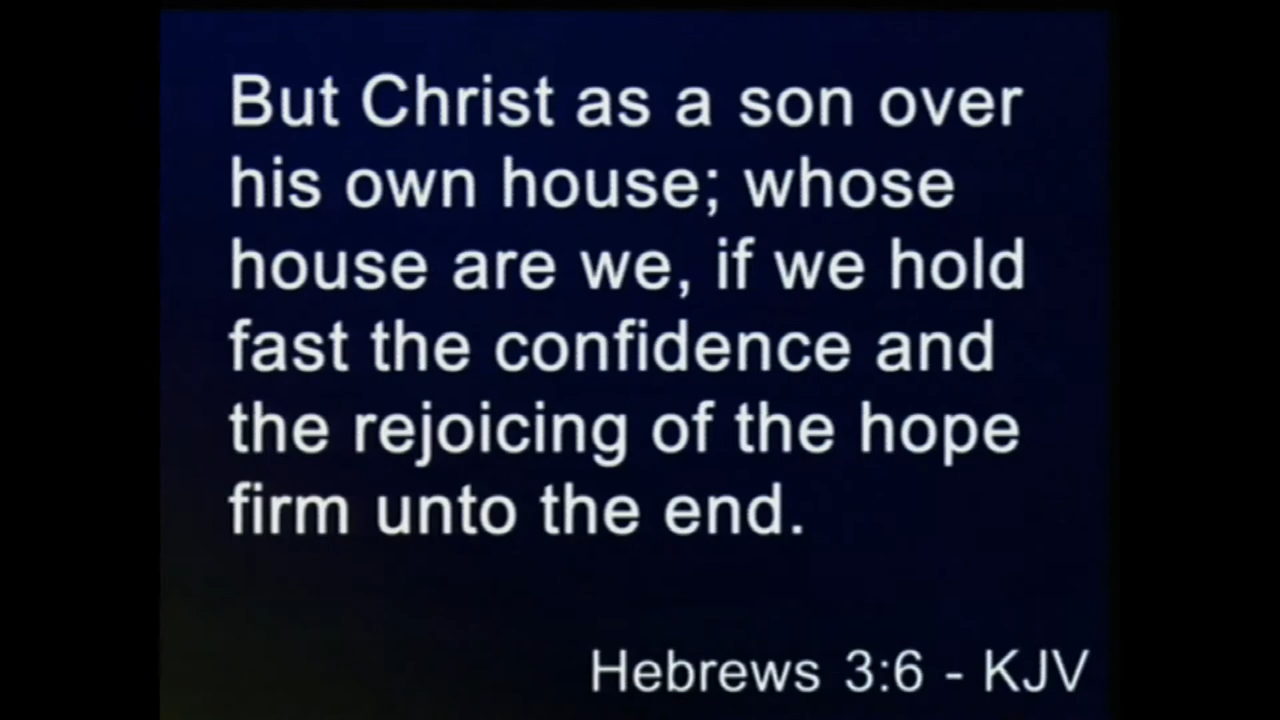 But Christ as a son over
his own house; whose
house are we, if we hold
fast the confidence and
the rejoicing of the hope
firm unto the end.
Hebrews 3:6 - KJV